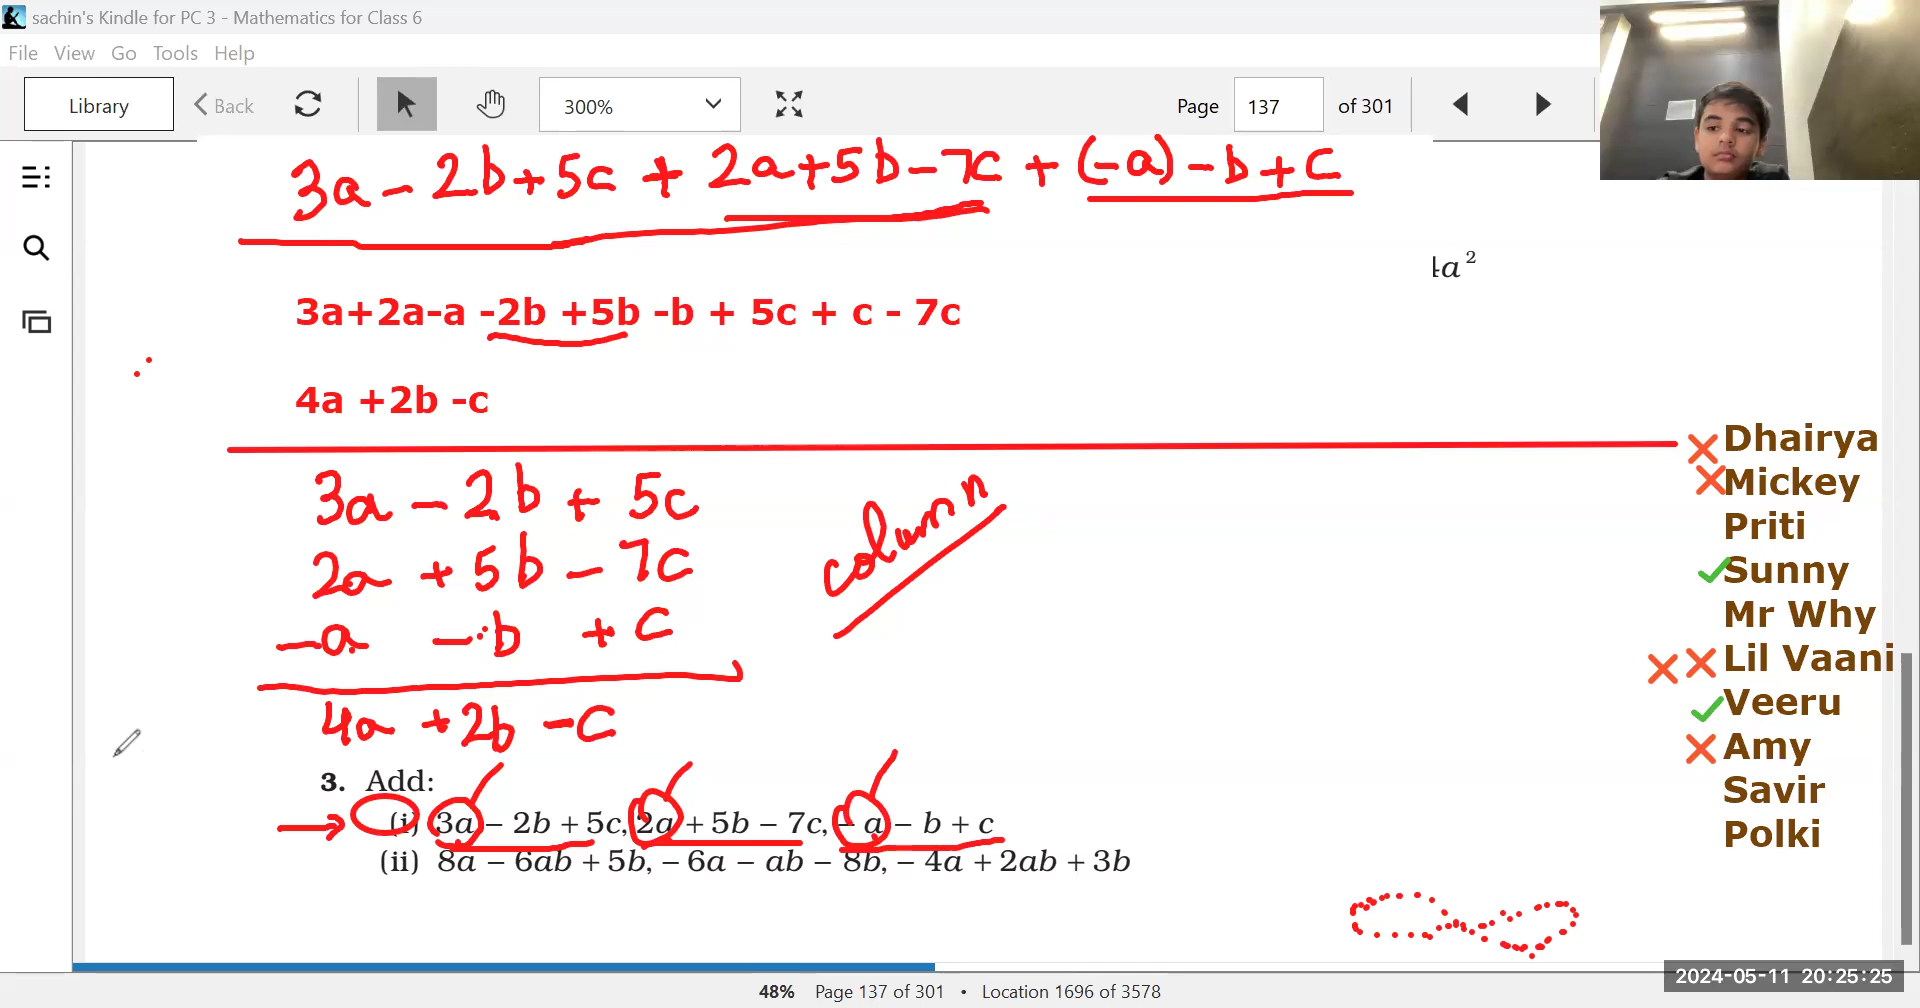 sachin's Kindle for PC 3 - Mathematics for Class 6
File View Go Tools Help
Library Back 300% Page 137 of 301
3a - 2b + 5c + 2a + 5b - 7c + (-a) - b + c
4a²
3a+2a-a -2b +5b -b + 5c + c - 7c
4a +2b -c
3a - 2b + 5c
2a + 5b - 7c
-a - b + c
4a + 2b - c
column
Dhairya
Mickey
Priti
Sunny
Mr Why
Lil Vaani
Veeru
Amy
Savir
Polki
3. Add:
(i) 3a – 2b + 5c, 2a + 5b – 7c, – a – b + c
(ii) 8a – 6ab + 5b, – 6a – ab – 8b, – 4a + 2ab + 3b
2024-05-11 20:25:25
48% Page 137 of 301 • Location 1696 of 3578